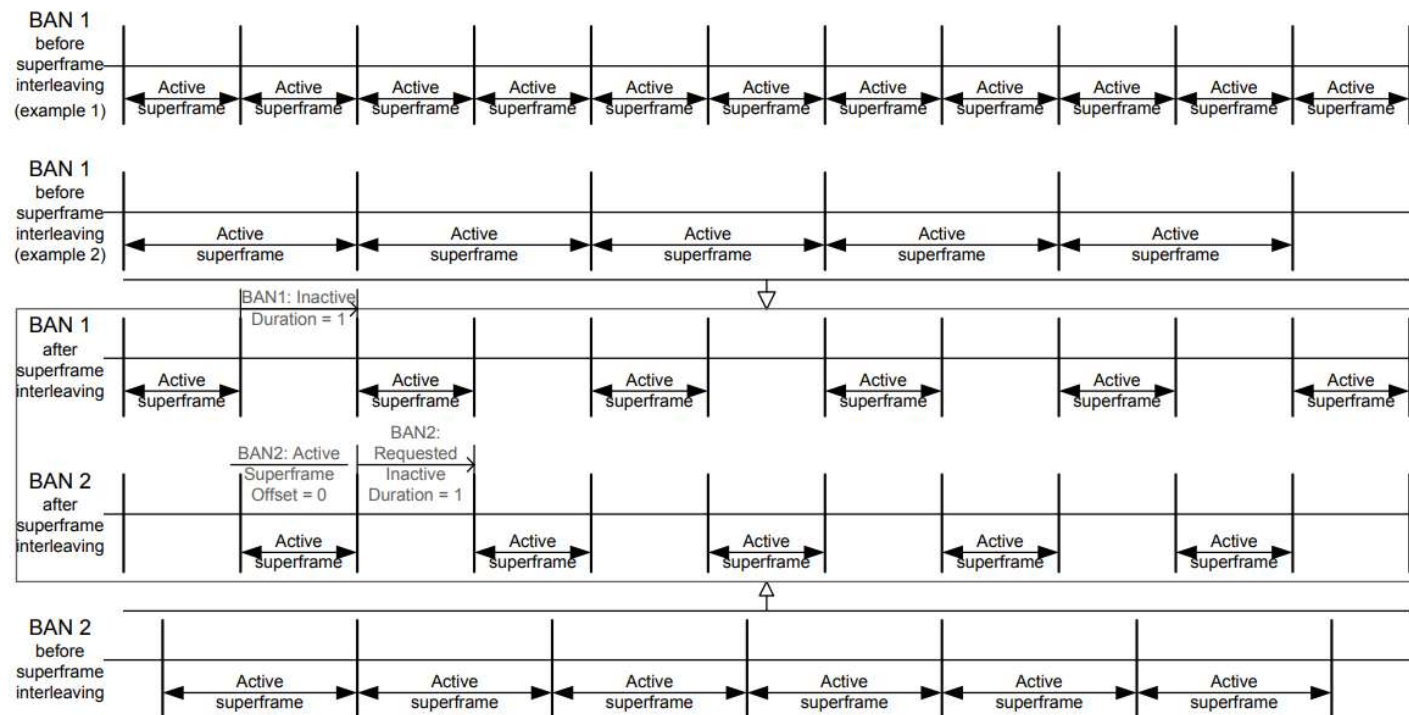 BAN 1
before
superframe
interleaving
(example 1)
Active Active Active Active Active Active Active Active Active Active Active
superframe superframe superframe superframe superframe superframe superframe superframe superframe superframe superframe
BAN 1
before
superframe
interleaving
(example 2)
Active Active Active Active Active
superframe superframe superframe superframe superframe
BAN1: Inactive
Duration = 1
BAN 1
after
superframe
interleaving
Active Active Active Active Active Active
superframe superframe superframe superframe superframe superframe
BAN2: Active
Superframe
Offset = 0
BAN2:
Requested
Inactive
Duration = 1
BAN 2
after
superframe
interleaving
Active Active Active Active Active
superframe superframe superframe superframe superframe
BAN 2
before
superframe
interleaving
Active Active Active Active Active Active
superframe superframe superframe superframe superframe superframe